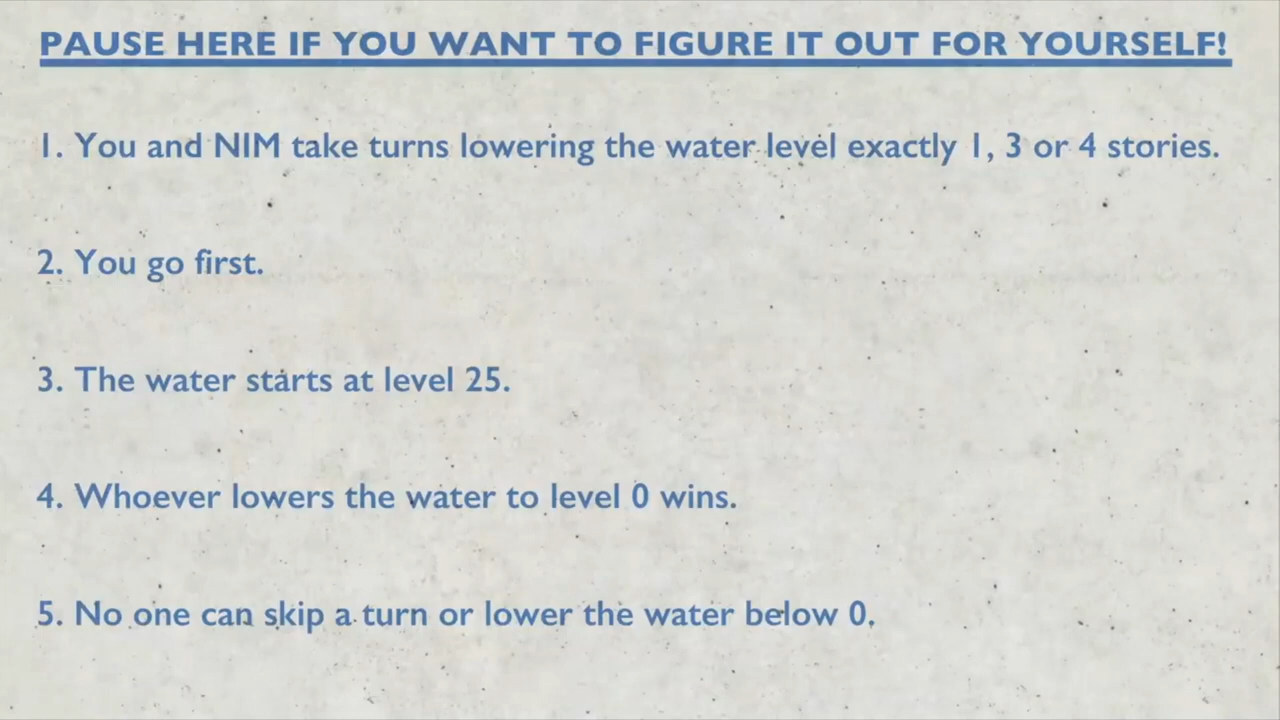 PAUSE HERE IF YOU WANT TO FIGURE IT OUT FOR YOURSELF!
1. You and NIM take turns lowering the water level exactly 1, 3 or 4 stories.
2. You go first.
3. The water starts at level 25.
4. Whoever lowers the water to level 0 wins.
5. No one can skip a turn or lower the water below 0.